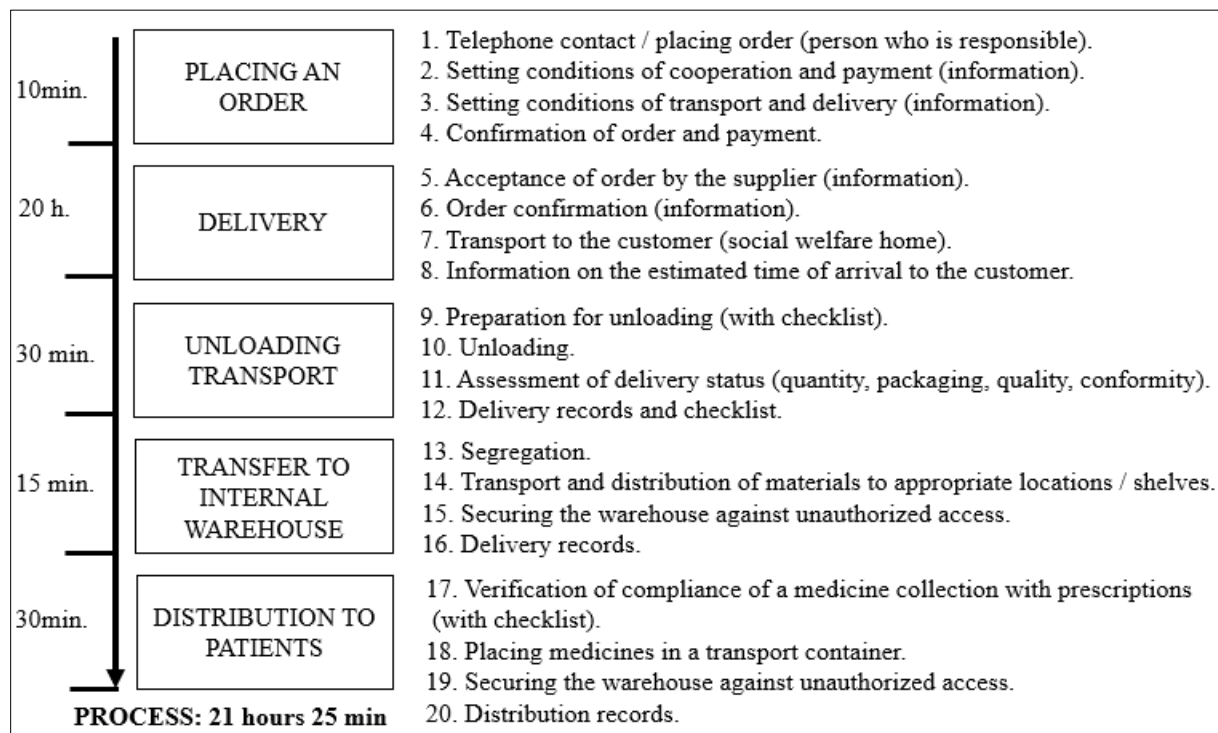 10min.
PLACING AN
ORDER
1. Telephone contact / placing order (person who is responsible).
2. Setting conditions of cooperation and payment (information).
3. Setting conditions of transport and delivery (information).
4. Confirmation of order and payment.
20 h.
DELIVERY
5. Acceptance of order by the supplier (information).
6. Order confirmation (information).
7. Transport to the customer (social welfare home).
8. Information on the estimated time of arrival to the customer.
30 min.
UNLOADING
TRANSPORT
9. Preparation for unloading (with checklist).
10. Unloading.
11. Assessment of delivery status (quantity, packaging, quality, conformity).
12. Delivery records and checklist.
15 min.
TRANSFER TO
INTERNAL
WAREHOUSE
13. Segregation.
14. Transport and distribution of materials to appropriate locations / shelves.
15. Securing the warehouse against unauthorized access.
16. Delivery records.
30min.
DISTRIBUTION TO
PATIENTS
17. Verification of compliance of a medicine collection with prescriptions
(with checklist).
18. Placing medicines in a transport container.
19. Securing the warehouse against unauthorized access.
20. Distribution records.
PROCESS: 21 hours 25 min